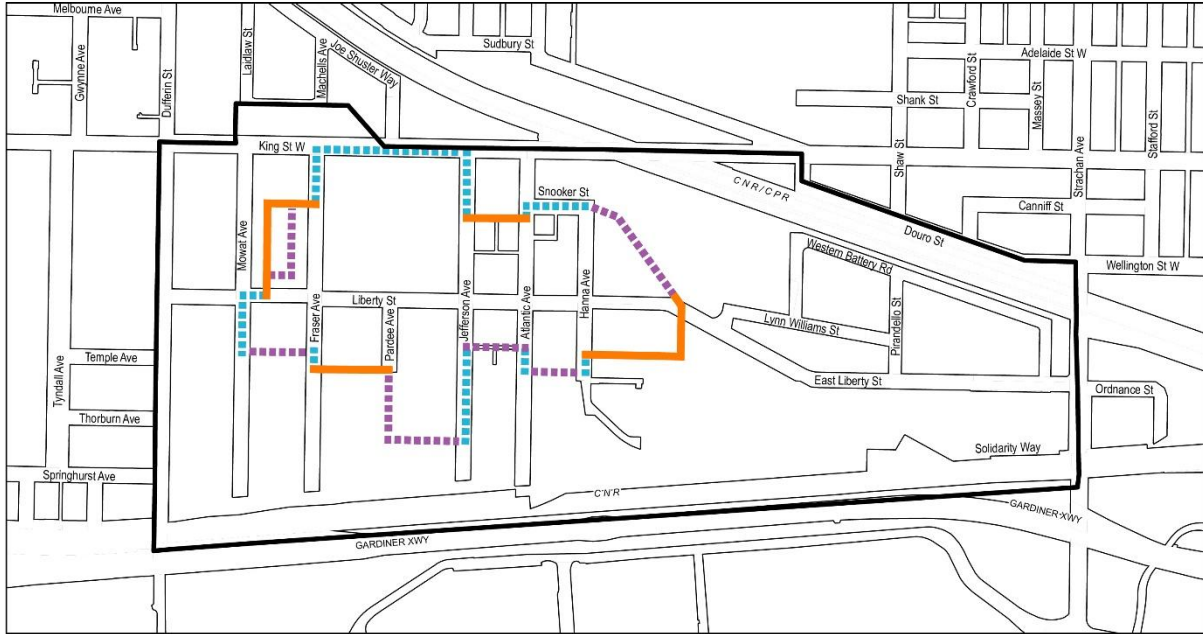 Melbourne Ave
Gwynne Ave
Dufferin St
Laidlaw St
Machells Ave
Joe Shuster Way
Sudbury St
Adelaide St W
Shank St
Crawford St
Massey St
Stafford St
Strachan Ave
Shaw St
King St W
CNR/CPR
Snooker St
Canniff St
Douro St
Wellington St W
Mowat Ave
Western Battery Rd
Liberty St
Hanna Ave
Fraser Ave
Pardee Ave
Jefferson Ave
Atlantic Ave
Lynn Williams St
Pirandello St
Temple Ave
Tyndall Ave
East Liberty St
Ordnance St
Thorburn Ave
Solidarity Way
Springhurst Ave
C'N'R
GARDINER XWY
GARDINER XWY